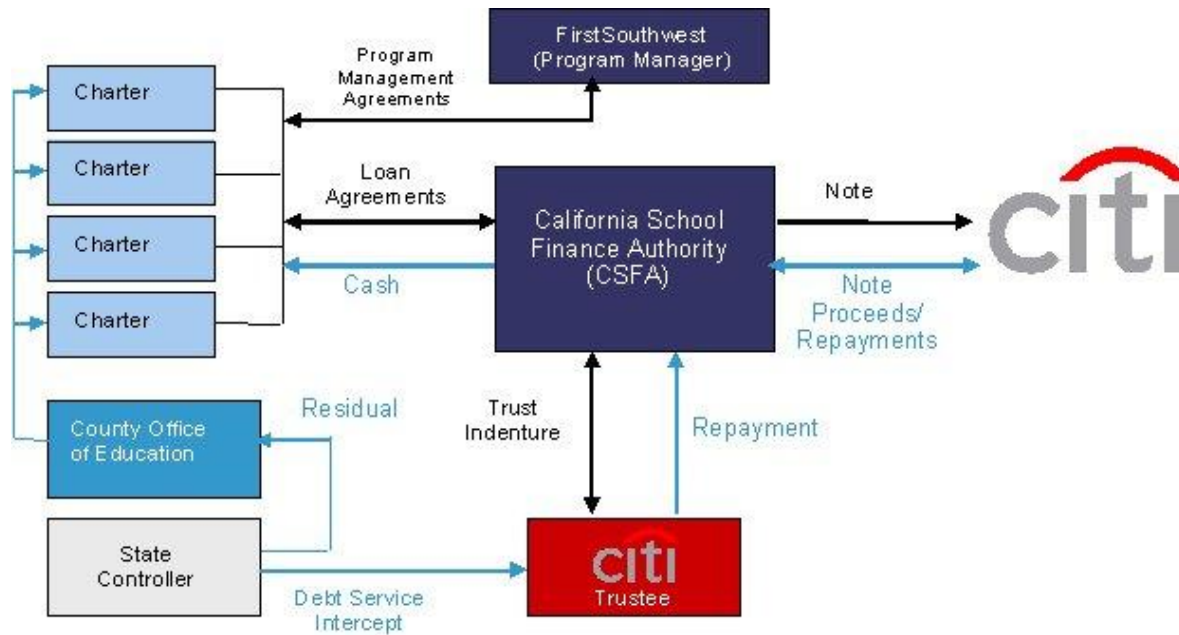 FirstSouthwest
(Program Manager)
Program
Management
Agreements
Charter
Charter
Charter
Charter
Loan
Agreements
Cash
California School
Finance Authority
(CSFA)
Note
citi
Note
Proceeds/
Repayments
County Office
of Education
Residual
Trust
Indenture
Repayment
State
Controller
Debt Service
Intercept
citi
Trustee